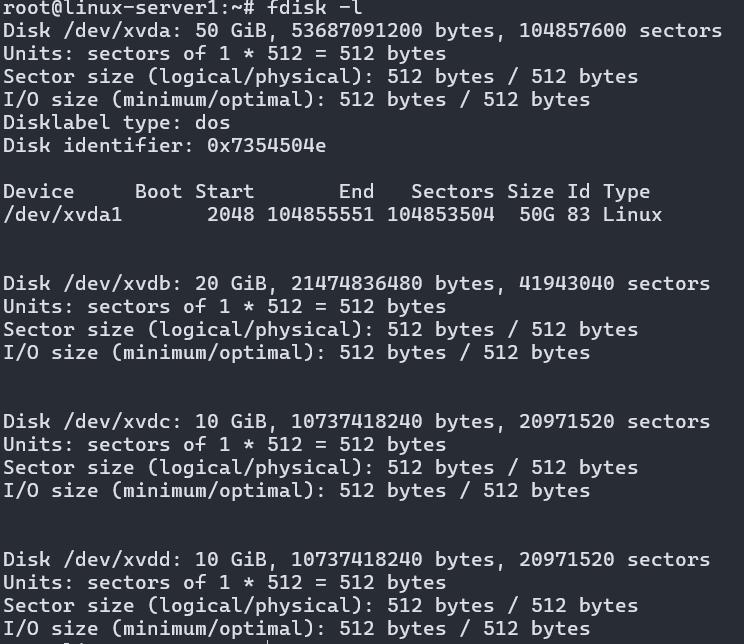 root@linux-server1:~# fdisk -l
Disk /dev/xvda: 50 GiB, 53687091200 bytes, 104857600 sectors
Units: sectors of 1 * 512 = 512 bytes
Sector size (logical/physical): 512 bytes / 512 bytes
I/O size (minimum/optimal): 512 bytes / 512 bytes
Disklabel type: dos
Disk identifier: 0x7354504e
Device     Boot Start       End   Sectors Size Id Type
/dev/xvda1       2048 104855551 104853504  50G 83 Linux
Disk /dev/xvdb: 20 GiB, 21474836480 bytes, 41943040 sectors
Units: sectors of 1 * 512 = 512 bytes
Sector size (logical/physical): 512 bytes / 512 bytes
I/O size (minimum/optimal): 512 bytes / 512 bytes
Disk /dev/xvdc: 10 GiB, 10737418240 bytes, 20971520 sectors
Units: sectors of 1 * 512 = 512 bytes
Sector size (logical/physical): 512 bytes / 512 bytes
I/O size (minimum/optimal): 512 bytes / 512 bytes
Disk /dev/xvdd: 10 GiB, 10737418240 bytes, 20971520 sectors
Units: sectors of 1 * 512 = 512 bytes
Sector size (logical/physical): 512 bytes / 512 bytes
I/O size (minimum/optimal): 512 bytes / 512 bytes